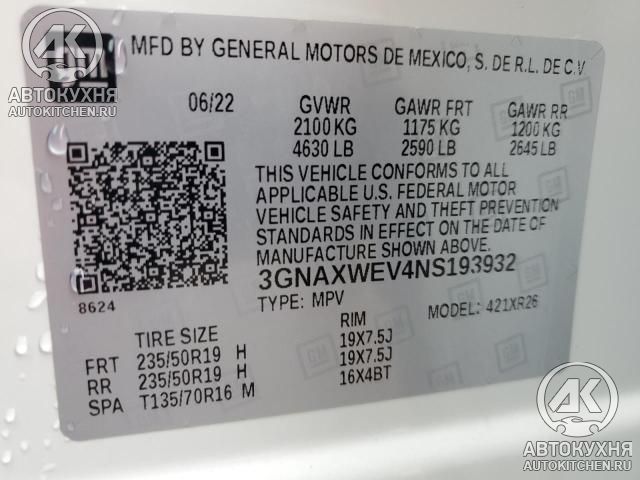 MFD BY GENERAL MOTORS DE MEXICO, S. DE R.L. DE C.V
GM
АВТОКУХНЯ
AUTOKITCHEN.RU
06/22 GVWR GAWR FRT GAWR RR
2100 KG 1175 KG 1200 KG
4630 LB 2590 LB 2645 LB
THIS VEHICLE CONFORMS TO ALL
APPLICABLE U.S. FEDERAL MOTOR
VEHICLE SAFETY AND THEFT PREVENTION
STANDARDS IN EFFECT ON THE DATE OF
MANUFACTURE SHOWN ABOVE.
8624
3GNAXWEV4NS193932
TYPE: MPV MODEL: 421XR26
TIRE SIZE RIM
FRT 235/50R19 H 19X7.5J
RR 235/50R19 H 19X7.5J
SPA T135/70R16 M 16X4BT
АК
АВТОКУХНЯ
AUTOKITCHEN.RU